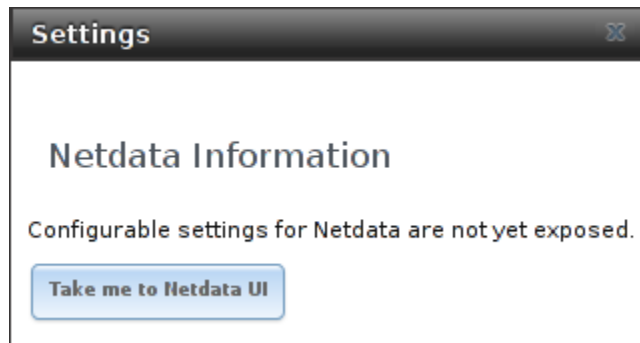 Settings
Netdata Information
Configurable settings for Netdata are not yet exposed.
Take me to Netdata UI